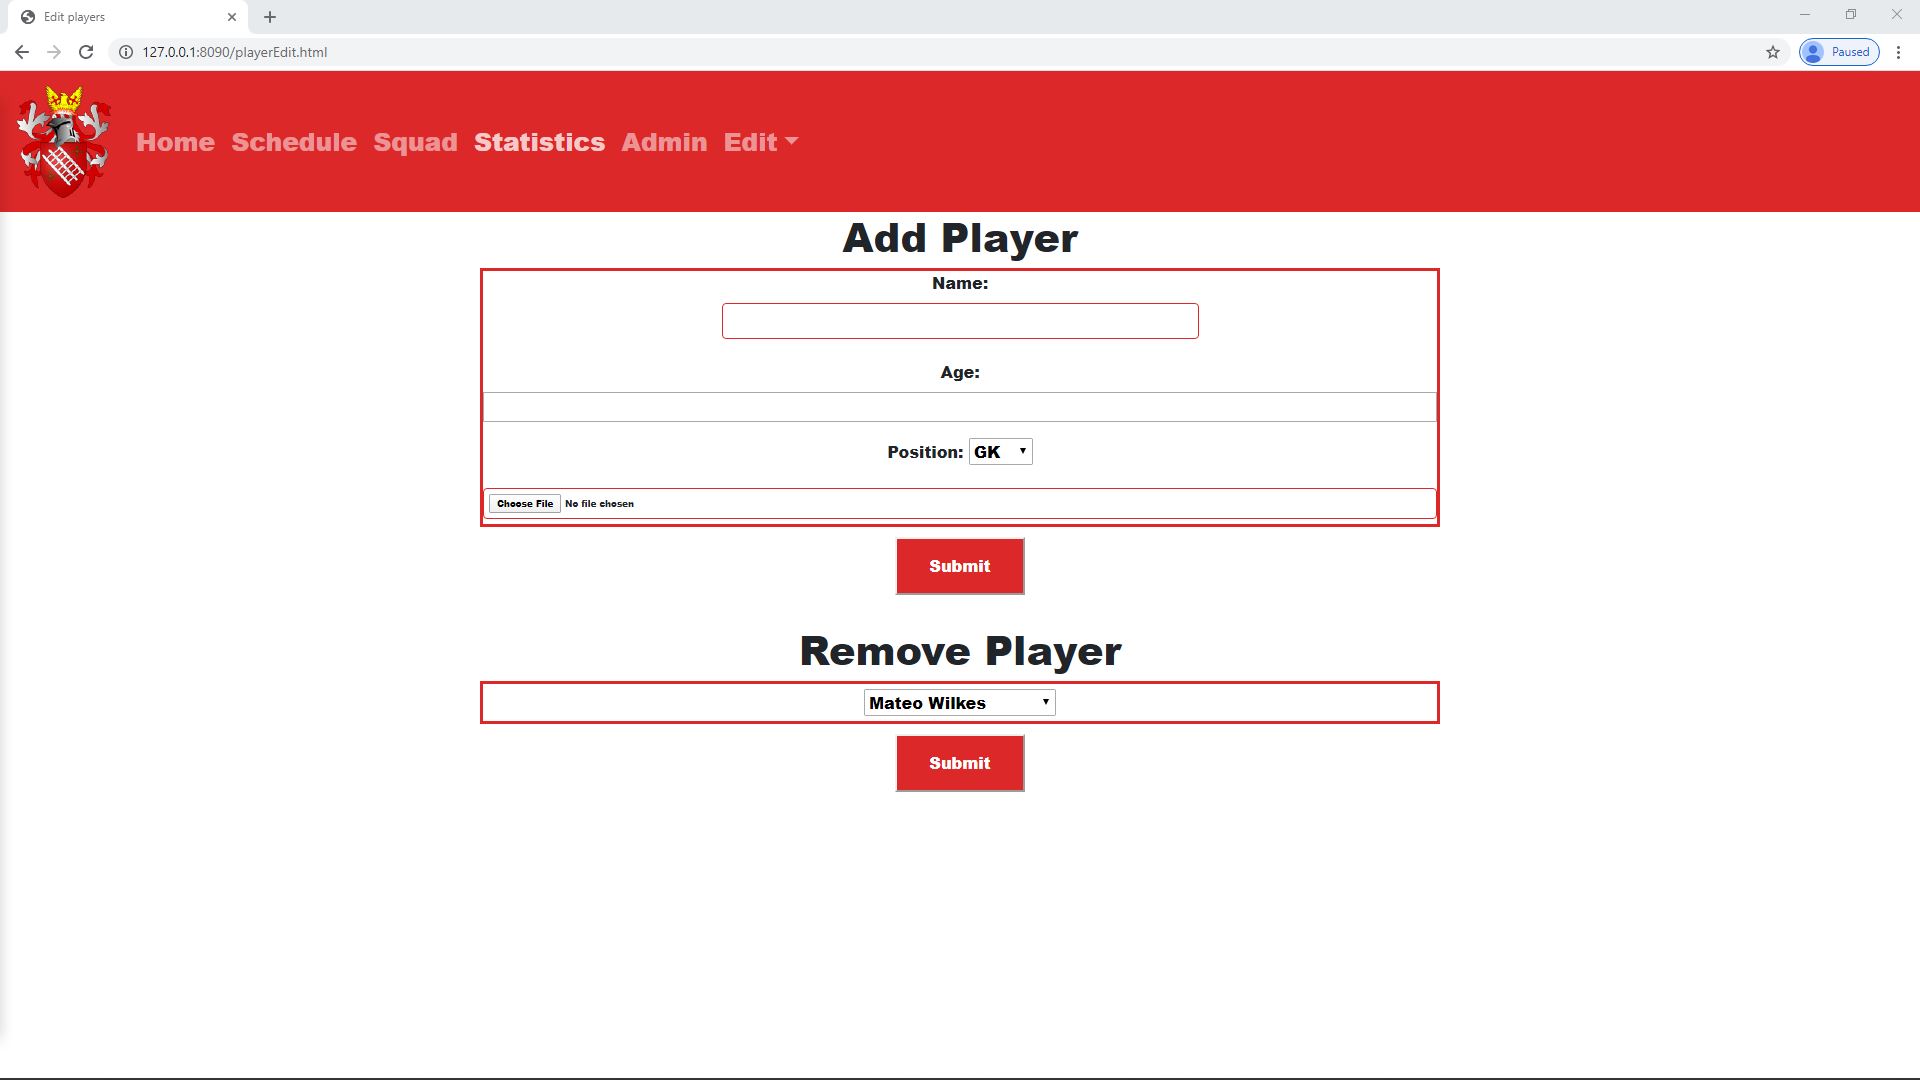 Edit players
127.0.0.1:8090/playerEdit.html
Paused
Home Schedule Squad Statistics Admin Edit
Add Player
Name:
Age:
Position: GK
Choose File No file chosen
Submit
Remove Player
Mateo Wilkes
Submit